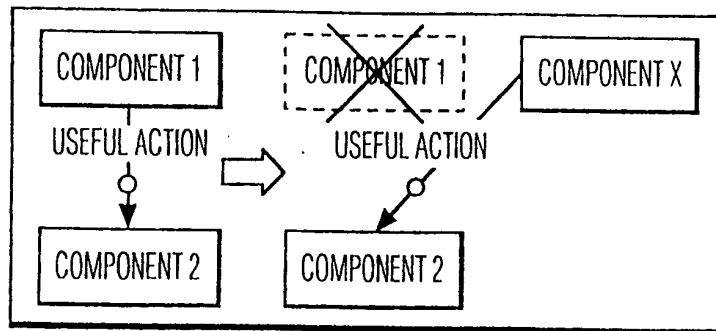 COMPONENT 1
COMPONENT 1
COMPONENT X
USEFUL ACTION
USEFUL ACTION
COMPONENT 2
COMPONENT 2